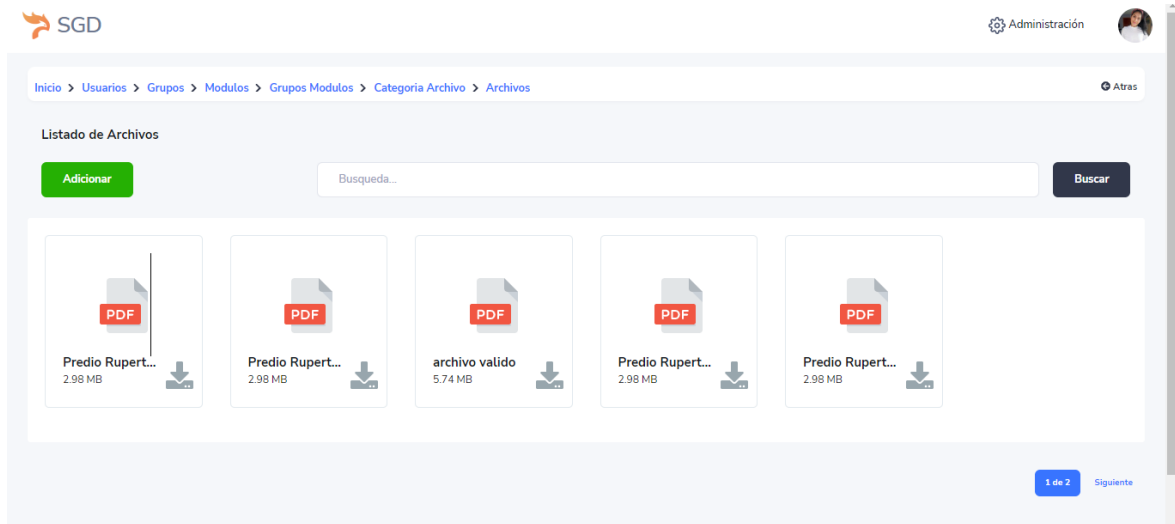 SGD
Administración
Inicio > Usuarios > Grupos > Modulos > Grupos Modulos > Categoria Archivo > Archivos
Atras
Listado de Archivos
Adicionar
Busqueda...
Buscar
PDF PDF PDF PDF PDF
Predio Rupert... Predio Rupert... archivo valido Predio Rupert... Predio Rupert...
2.98 MB 2.98 MB 5.74 MB 2.98 MB 2.98 MB
1 de 2 Siguiente